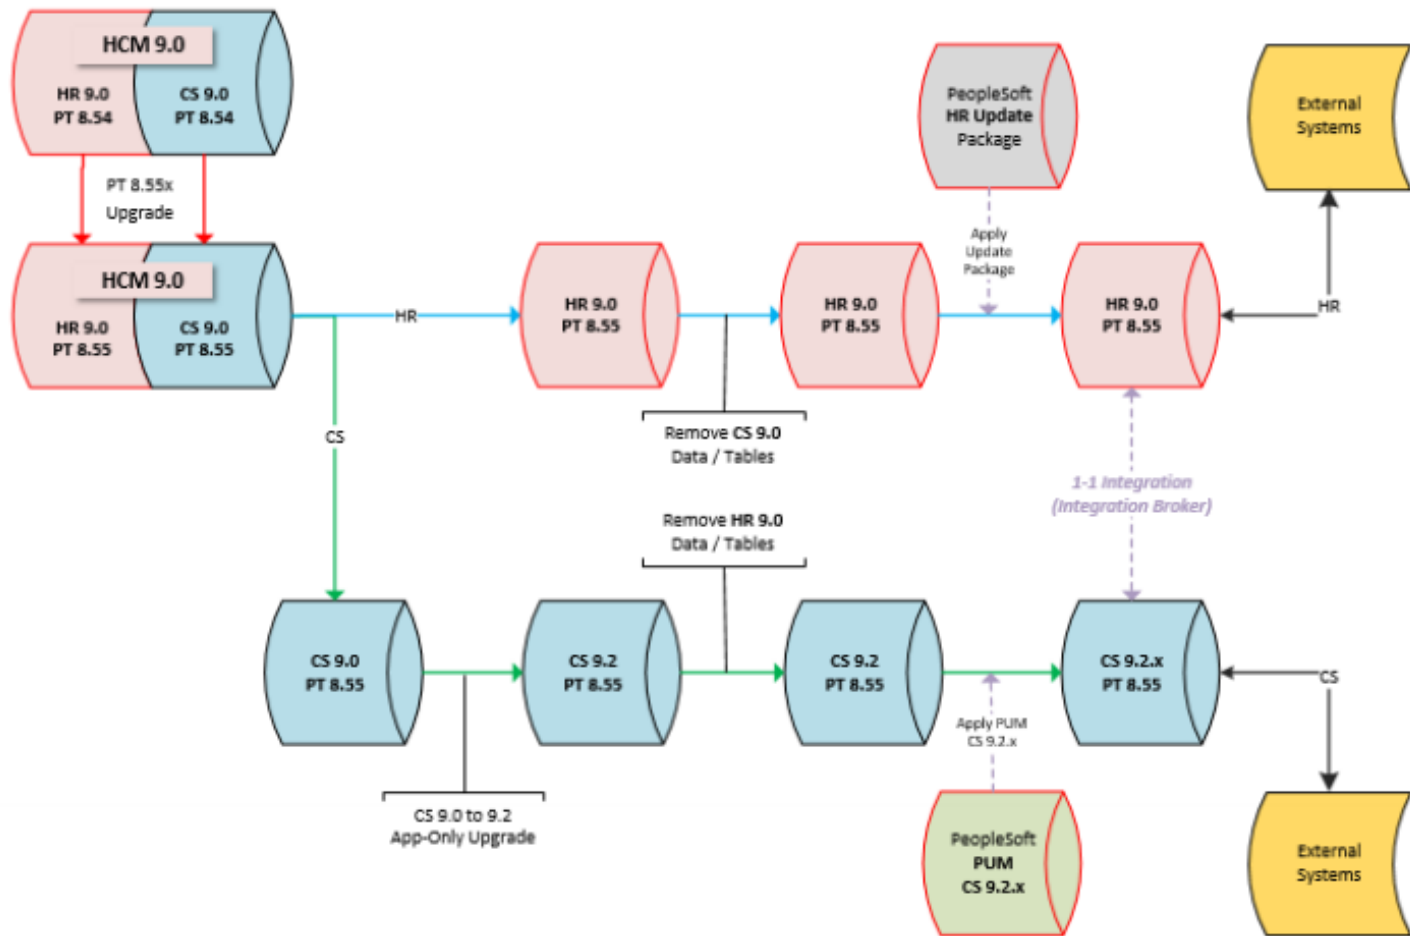 HCM 9.0
HR 9.0
PT 8.54
CS 9.0
PT 8.54
PT 8.55x
Upgrade
HCM 9.0
HR 9.0
PT 8.55
CS 9.0
PT 8.55
HR
HR 9.0
PT 8.55
HR 9.0
PT 8.55
PeopleSoft
HR Update
Package
Apply
Update
Package
HR 9.0
PT 8.55
HR
External
Systems
Remove CS 9.0
Data / Tables
CS
Remove HR 9.0
Data / Tables
1-1 Integration
(Integration Broker)
CS 9.0
PT 8.55
CS 9.2
PT 8.55
CS 9.2
PT 8.55
CS 9.2.x
PT 8.55
CS
CS 9.0 to 9.2
App-Only Upgrade
Apply PUM
CS 9.2.x
PeopleSoft
PUM
CS 9.2.x
External
Systems